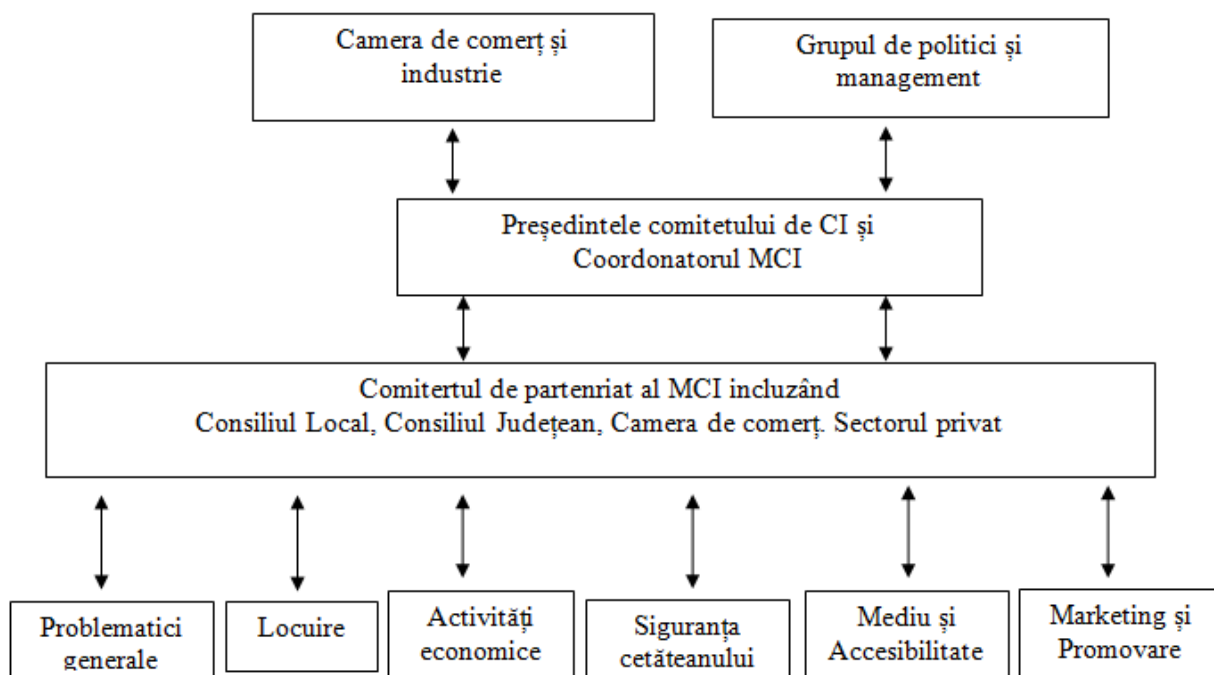 Camera de comerț și
industrie
Grupul de politici și
management
Președintele comitetului de CI și
Coordonatorul MCI
Comitertul de partenriat al MCI incluzând
Consiliul Local, Consiliul Județean, Camera de comerț. Sectorul privat
Problematici
generale
Locuire
Activități
economice
Siguranța
cetăteanului
Mediu și
Accesibilitate
Marketing și
Promovare